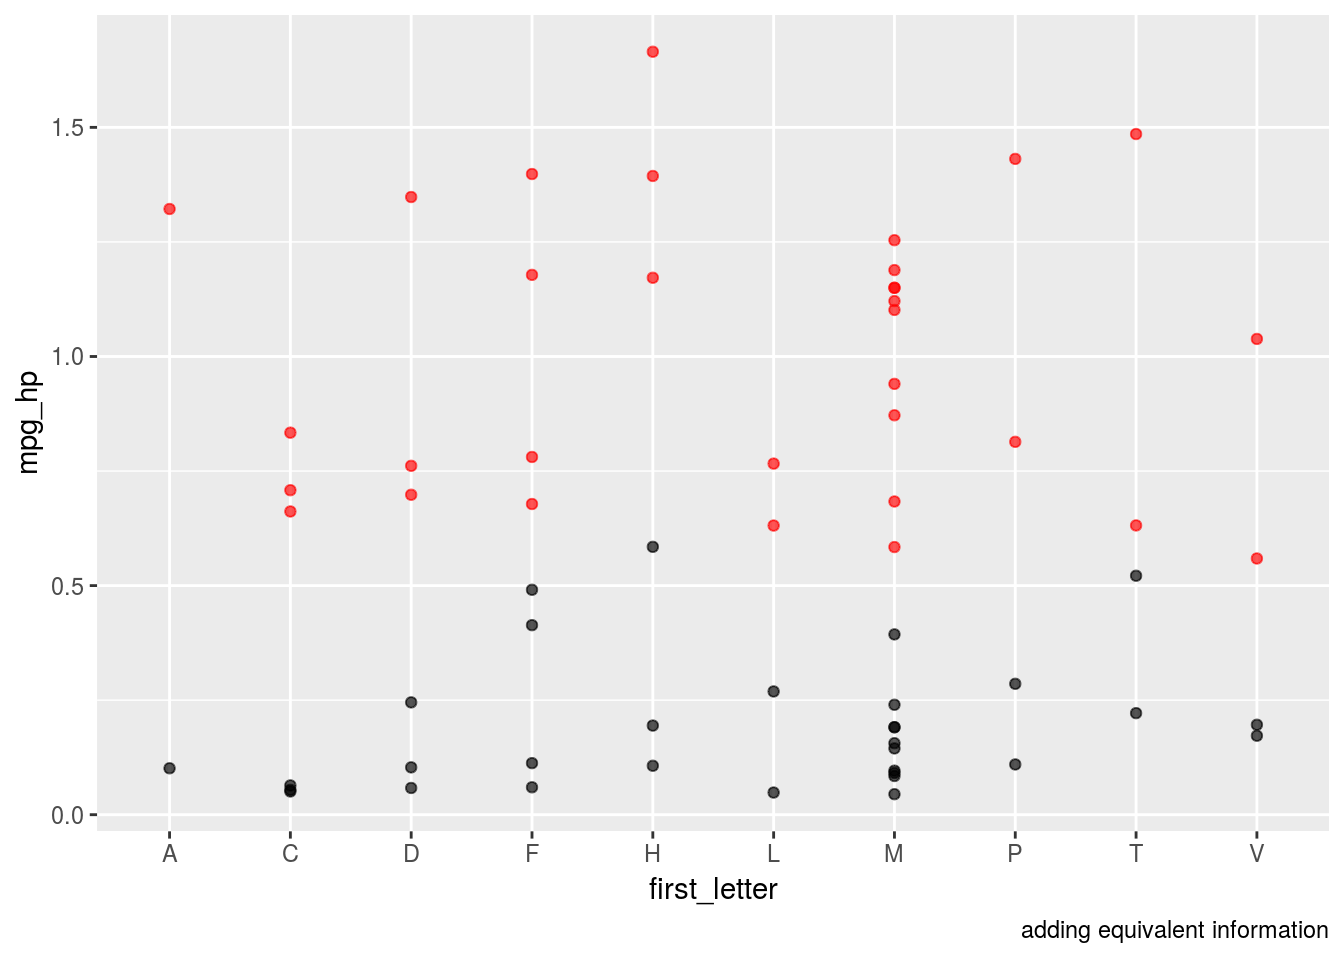 mpg_hp
1.5
1.0
0.5
0.0
A C D F H L M P T V
first_letter
adding equivalent information